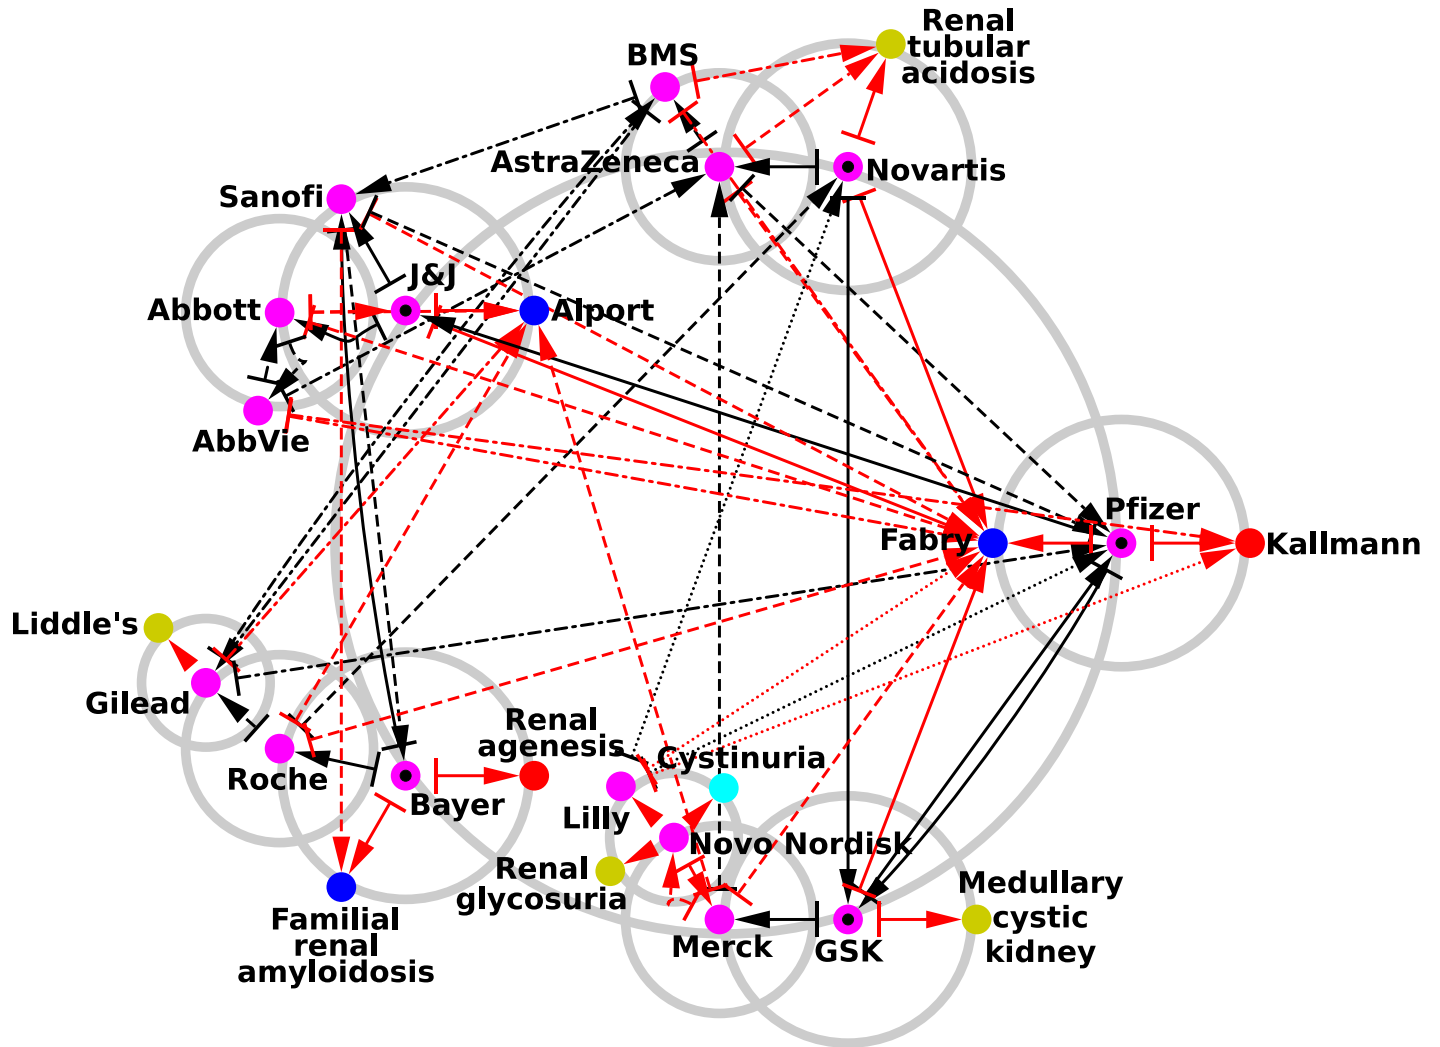 Renal
tubular
acidosis
BMS
AstraZeneca
Novartis
Sanofi
J&J
Abbott
Alport
AbbVie
Pfizer
Fabry
Kallmann
Liddle's
Gilead
Renal
agenesis
Roche
Bayer
Cystinuria
Lilly
Novo Nordisk
Renal
glycosuria
Medullary
cystic
kidney
Merck
GSK
Familial
renal
amyloidosis